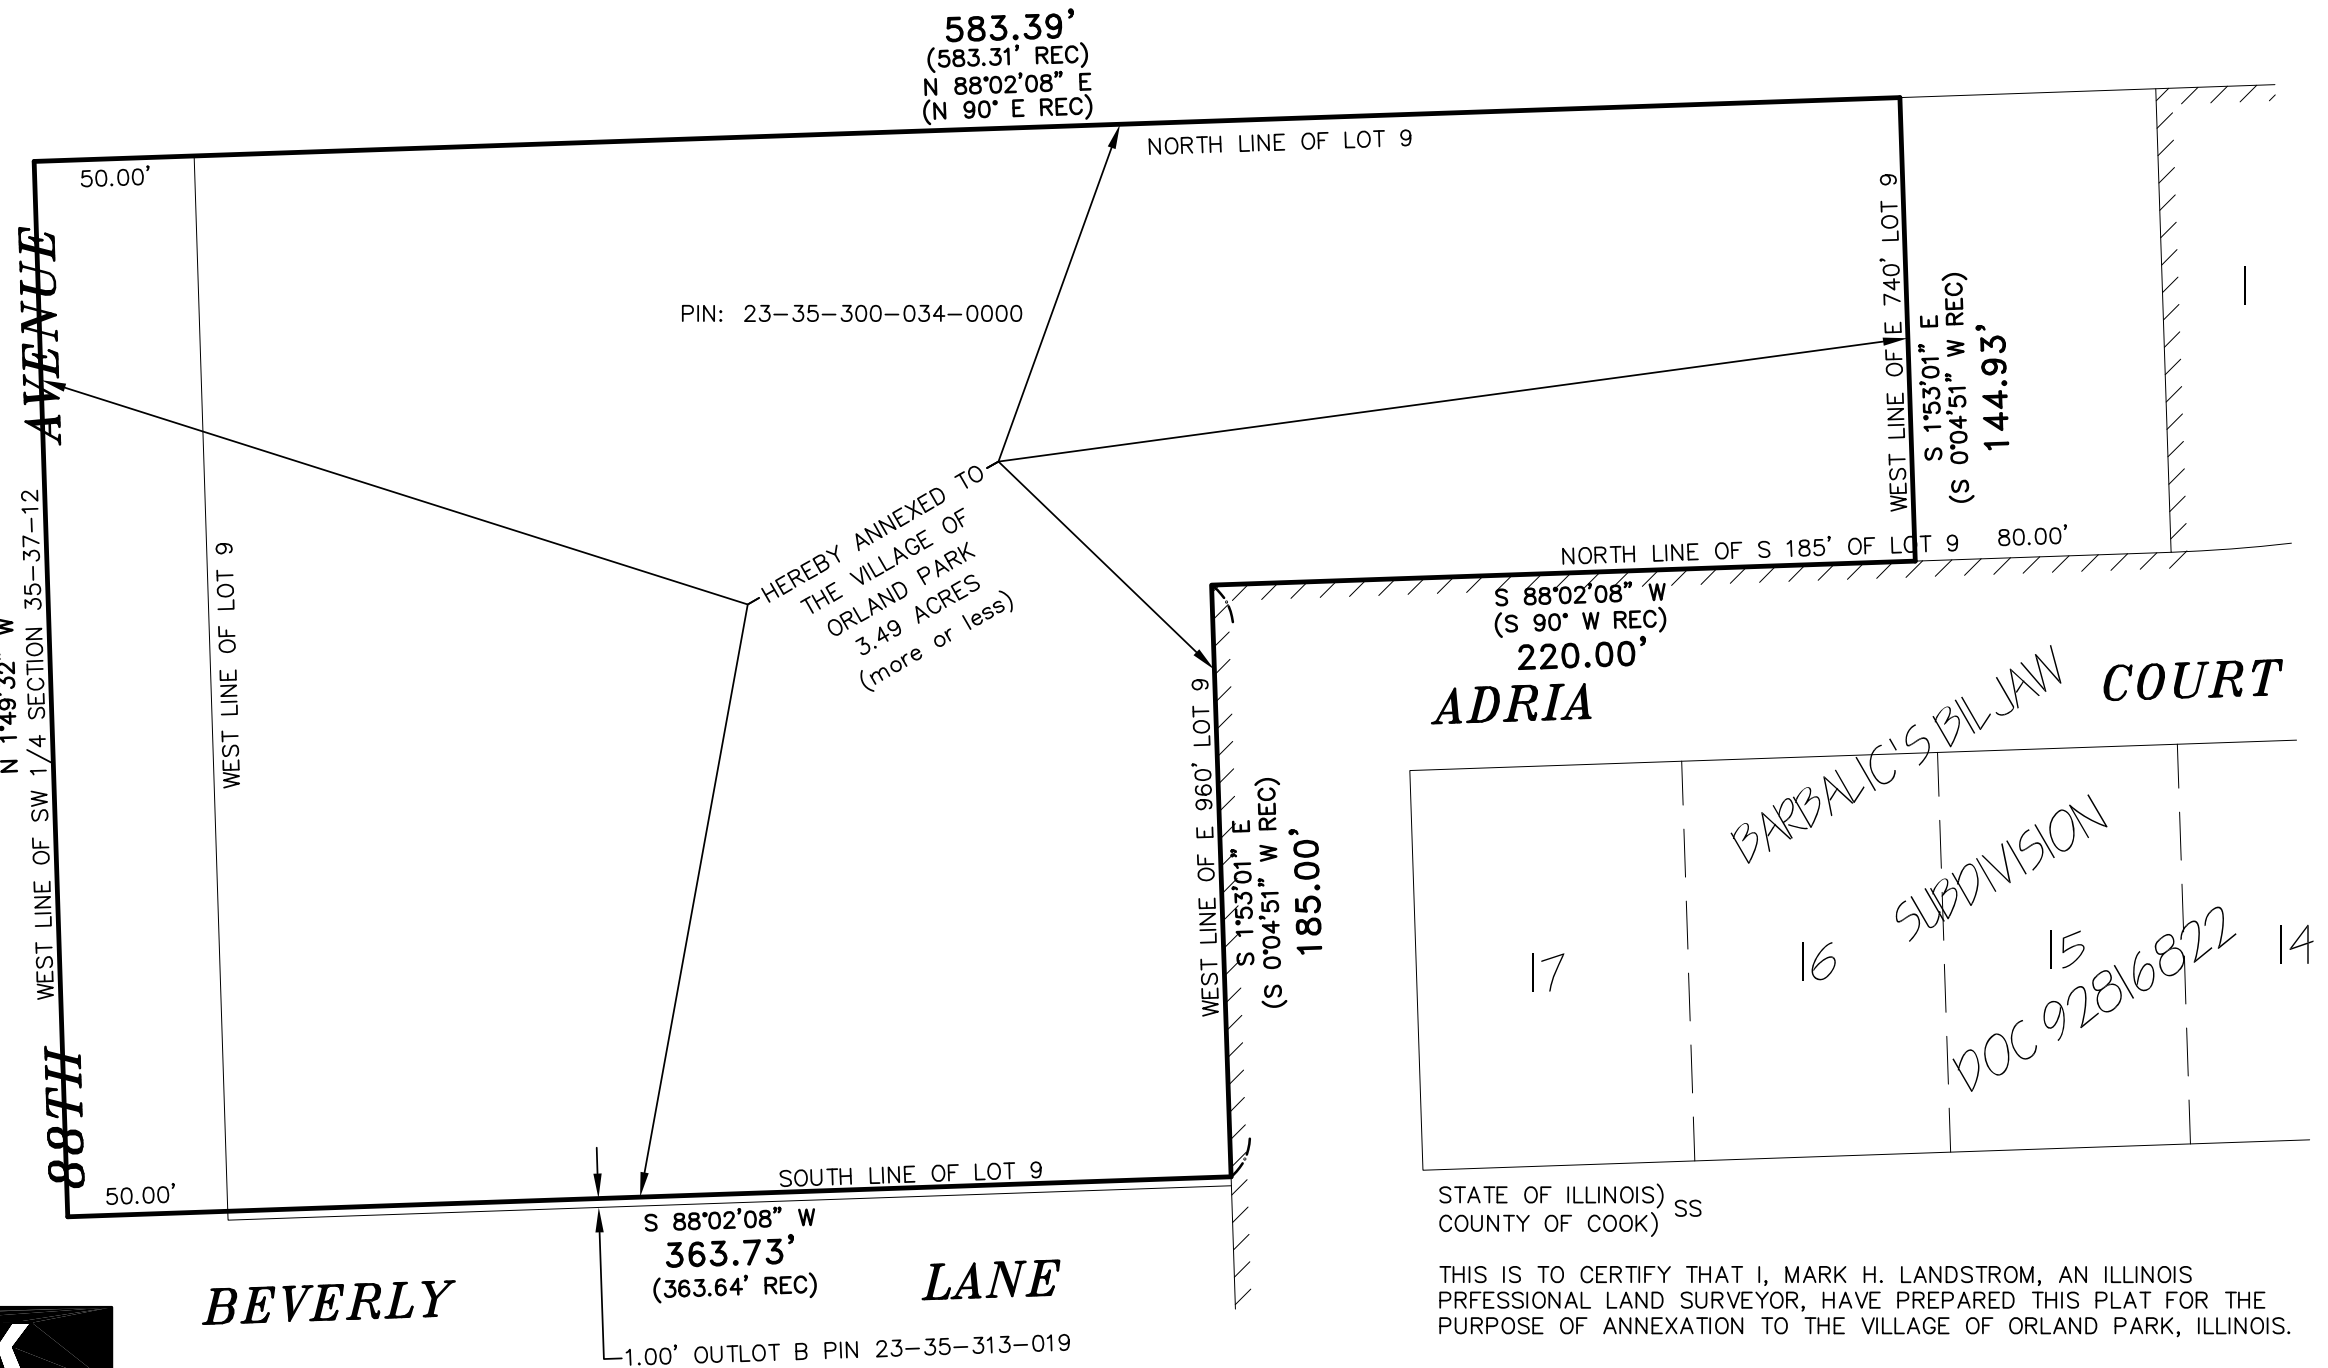 583.39'
(583.31' REC)
N 88°02'08" E
(N 90° E REC)
NORTH LINE OF LOT 9
50.00'
AVENUE
88TH
WEST LINE OF SW 1/4 SECTION 35-37-12
N 1°49'32" W
WEST LINE OF LOT 9
PIN: 23-35-300-034-0000
WEST LINE OF E 740' LOT 9
S 1°53'01" E
(S 0°04'51" W REC)
144.93'
1
HEREBY ANNEXED TO
THE VILLAGE OF
ORLAND PARK
3.49 ACRES
(more or less)
NORTH LINE OF S 185' OF LOT 9
80.00'
S 88°02'08" W
(S 90° W REC)
220.00'
ADRIA COURT
WEST LINE OF E 960' LOT 9
S 1°53'01" E
(S 0°04'51" W REC)
185.00'
BARBALIC'S BILJAW
SUBDIVISION
DOC 92816822
17
16
15
14
50.00'
SOUTH LINE OF LOT 9
S 88°02'08" W
363.73'
(363.64' REC)
BEVERLY LANE
1.00' OUTLOT B PIN 23-35-313-019
STATE OF ILLINOIS)
SS
COUNTY OF COOK)
THIS IS TO CERTIFY THAT I, MARK H. LANDSTROM, AN ILLINOIS
PRFESSIONAL LAND SURVEYOR, HAVE PREPARED THIS PLAT FOR THE
PURPOSE OF ANNEXATION TO THE VILLAGE OF ORLAND PARK, ILLINOIS.